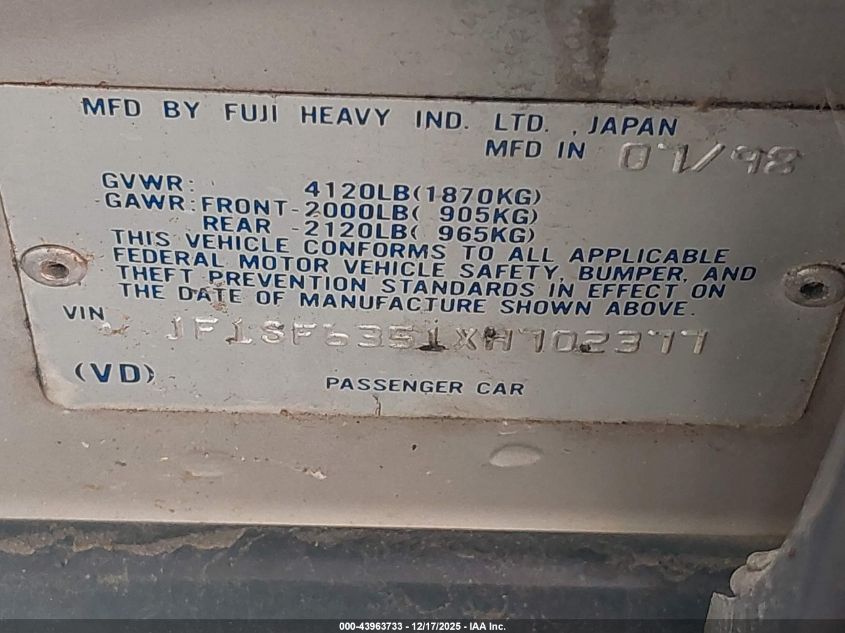 MFD BY FUJI HEAVY IND. LTD. , JAPAN
MFD IN 07/98
GVWR: 4120LB(1870KG)
GAWR:FRONT-2000LB( 905KG)
REAR -2120LB( 965KG)
THIS VEHICLE CONFORMS TO ALL APPLICABLE
FEDERAL MOTOR VEHICLE SAFETY, BUMPER, AND
THEFT PREVENTION STANDARDS IN EFFECT ON
THE DATE OF MANUFACTURE SHOWN ABOVE.
VIN JF1SF6351XH702377
(VD) PASSENGER CAR
000-43963733 - 12/17/2025 - IAA Inc.